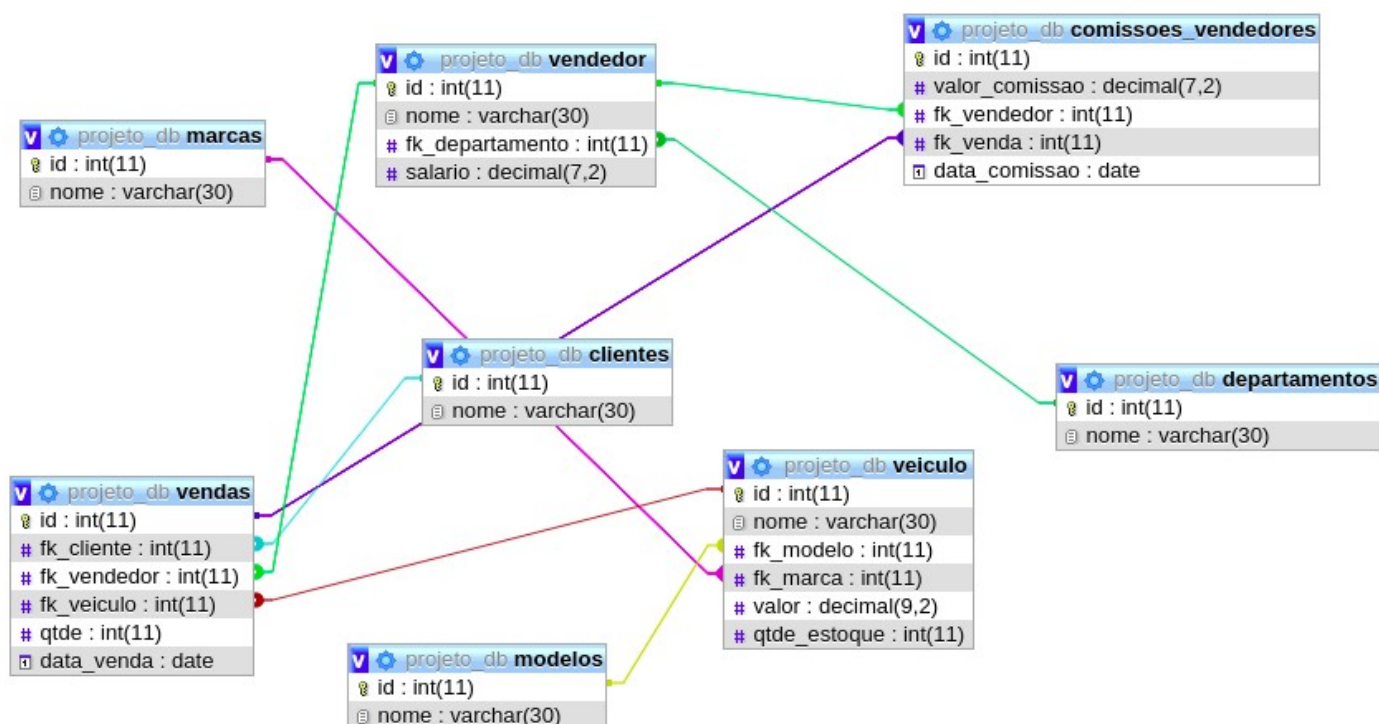 projeto_db marcas
id : int(11)
nome : varchar(30)
projeto_db vendedor
id : int(11)
nome : varchar(30)
fk_departamento : int(11)
salario : decimal(7,2)
projeto_db comissoes_vendedores
id : int(11)
valor_comissao : decimal(7,2)
fk_vendedor : int(11)
fk_venda : int(11)
data_comissao : date
projeto_db clientes
id : int(11)
nome : varchar(30)
projeto_db departamentos
id : int(11)
nome : varchar(30)
projeto_db vendas
id : int(11)
fk_cliente : int(11)
fk_vendedor : int(11)
fk_veiculo : int(11)
qtde : int(11)
data_venda : date
projeto_db veiculo
id : int(11)
nome : varchar(30)
fk_modelo : int(11)
fk_marca : int(11)
valor : decimal(9,2)
qtde_estoque : int(11)
projeto_db modelos
id : int(11)
nome : varchar(30)